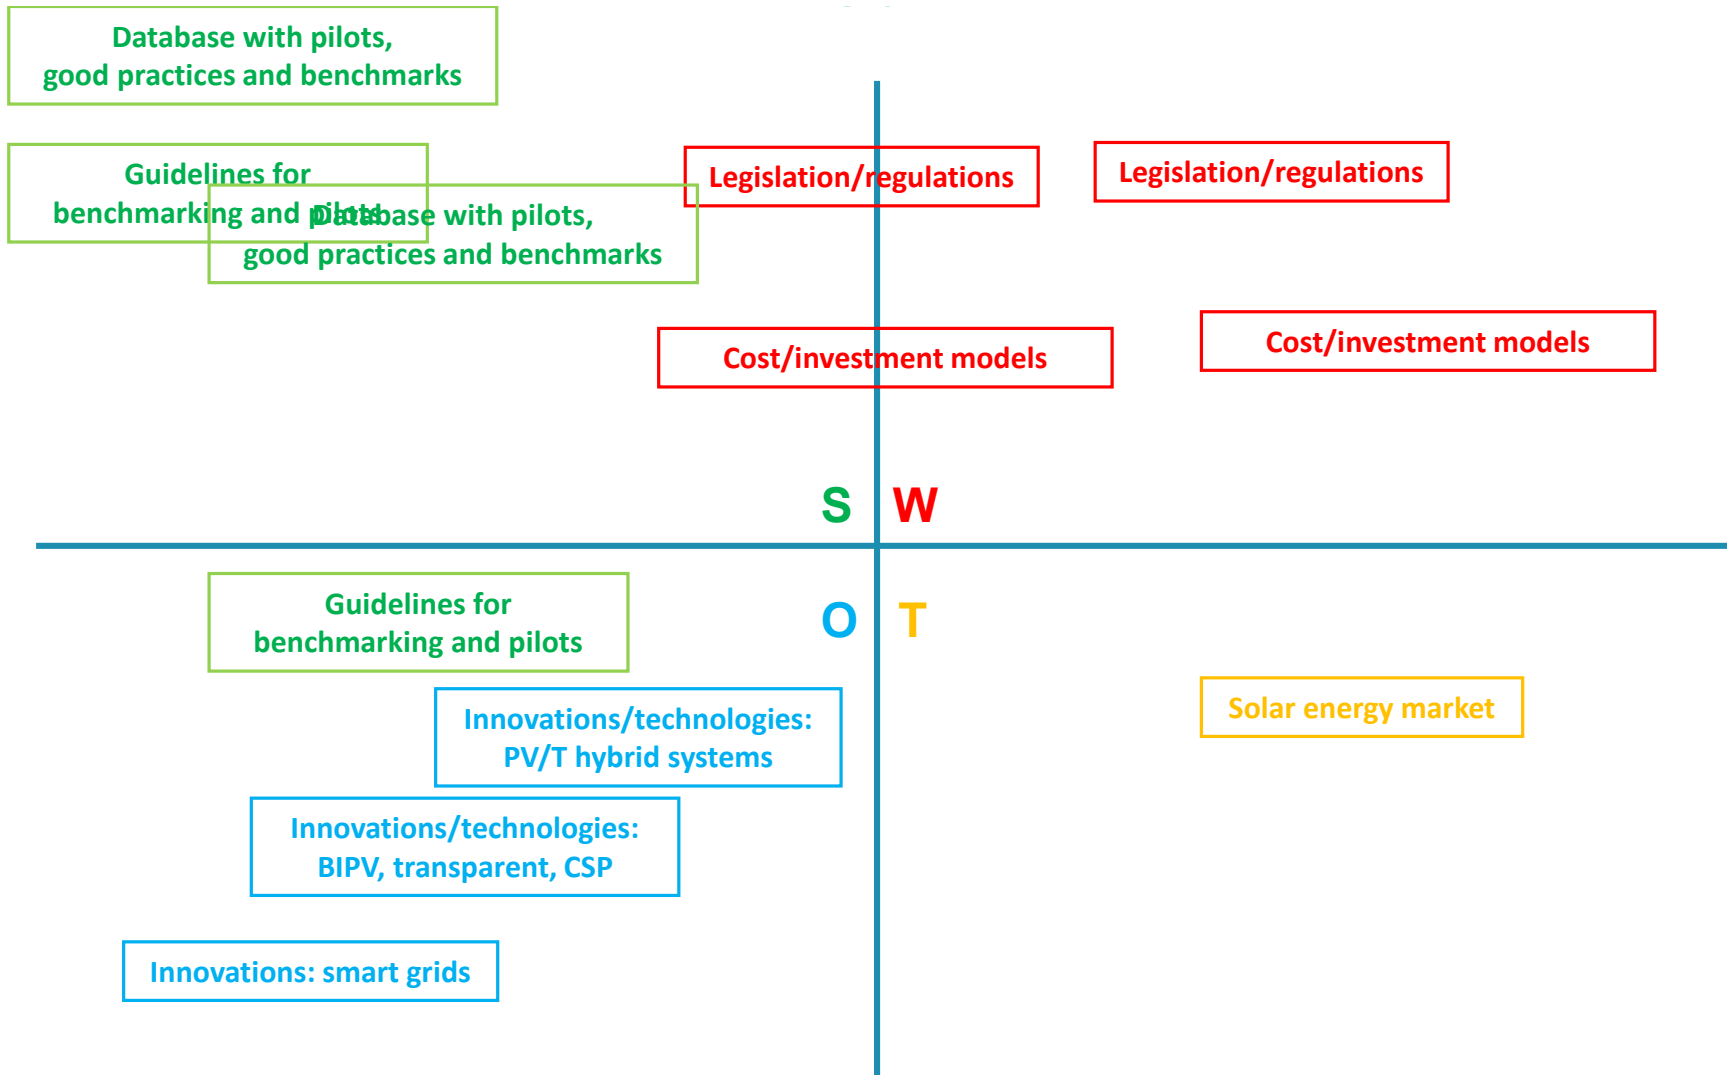 Database with pilots,
good practices and benchmarks
Guidelines for
benchmarking and pilots
Database with pilots,
good practices and benchmarks
Legislation/regulations
Legislation/regulations
Cost/investment models
Cost/investment models
S
W
O
T
Guidelines for
benchmarking and pilots
Innovations/technologies:
PV/T hybrid systems
Innovations/technologies:
BIPV, transparent, CSP
Innovations: smart grids
Solar energy market